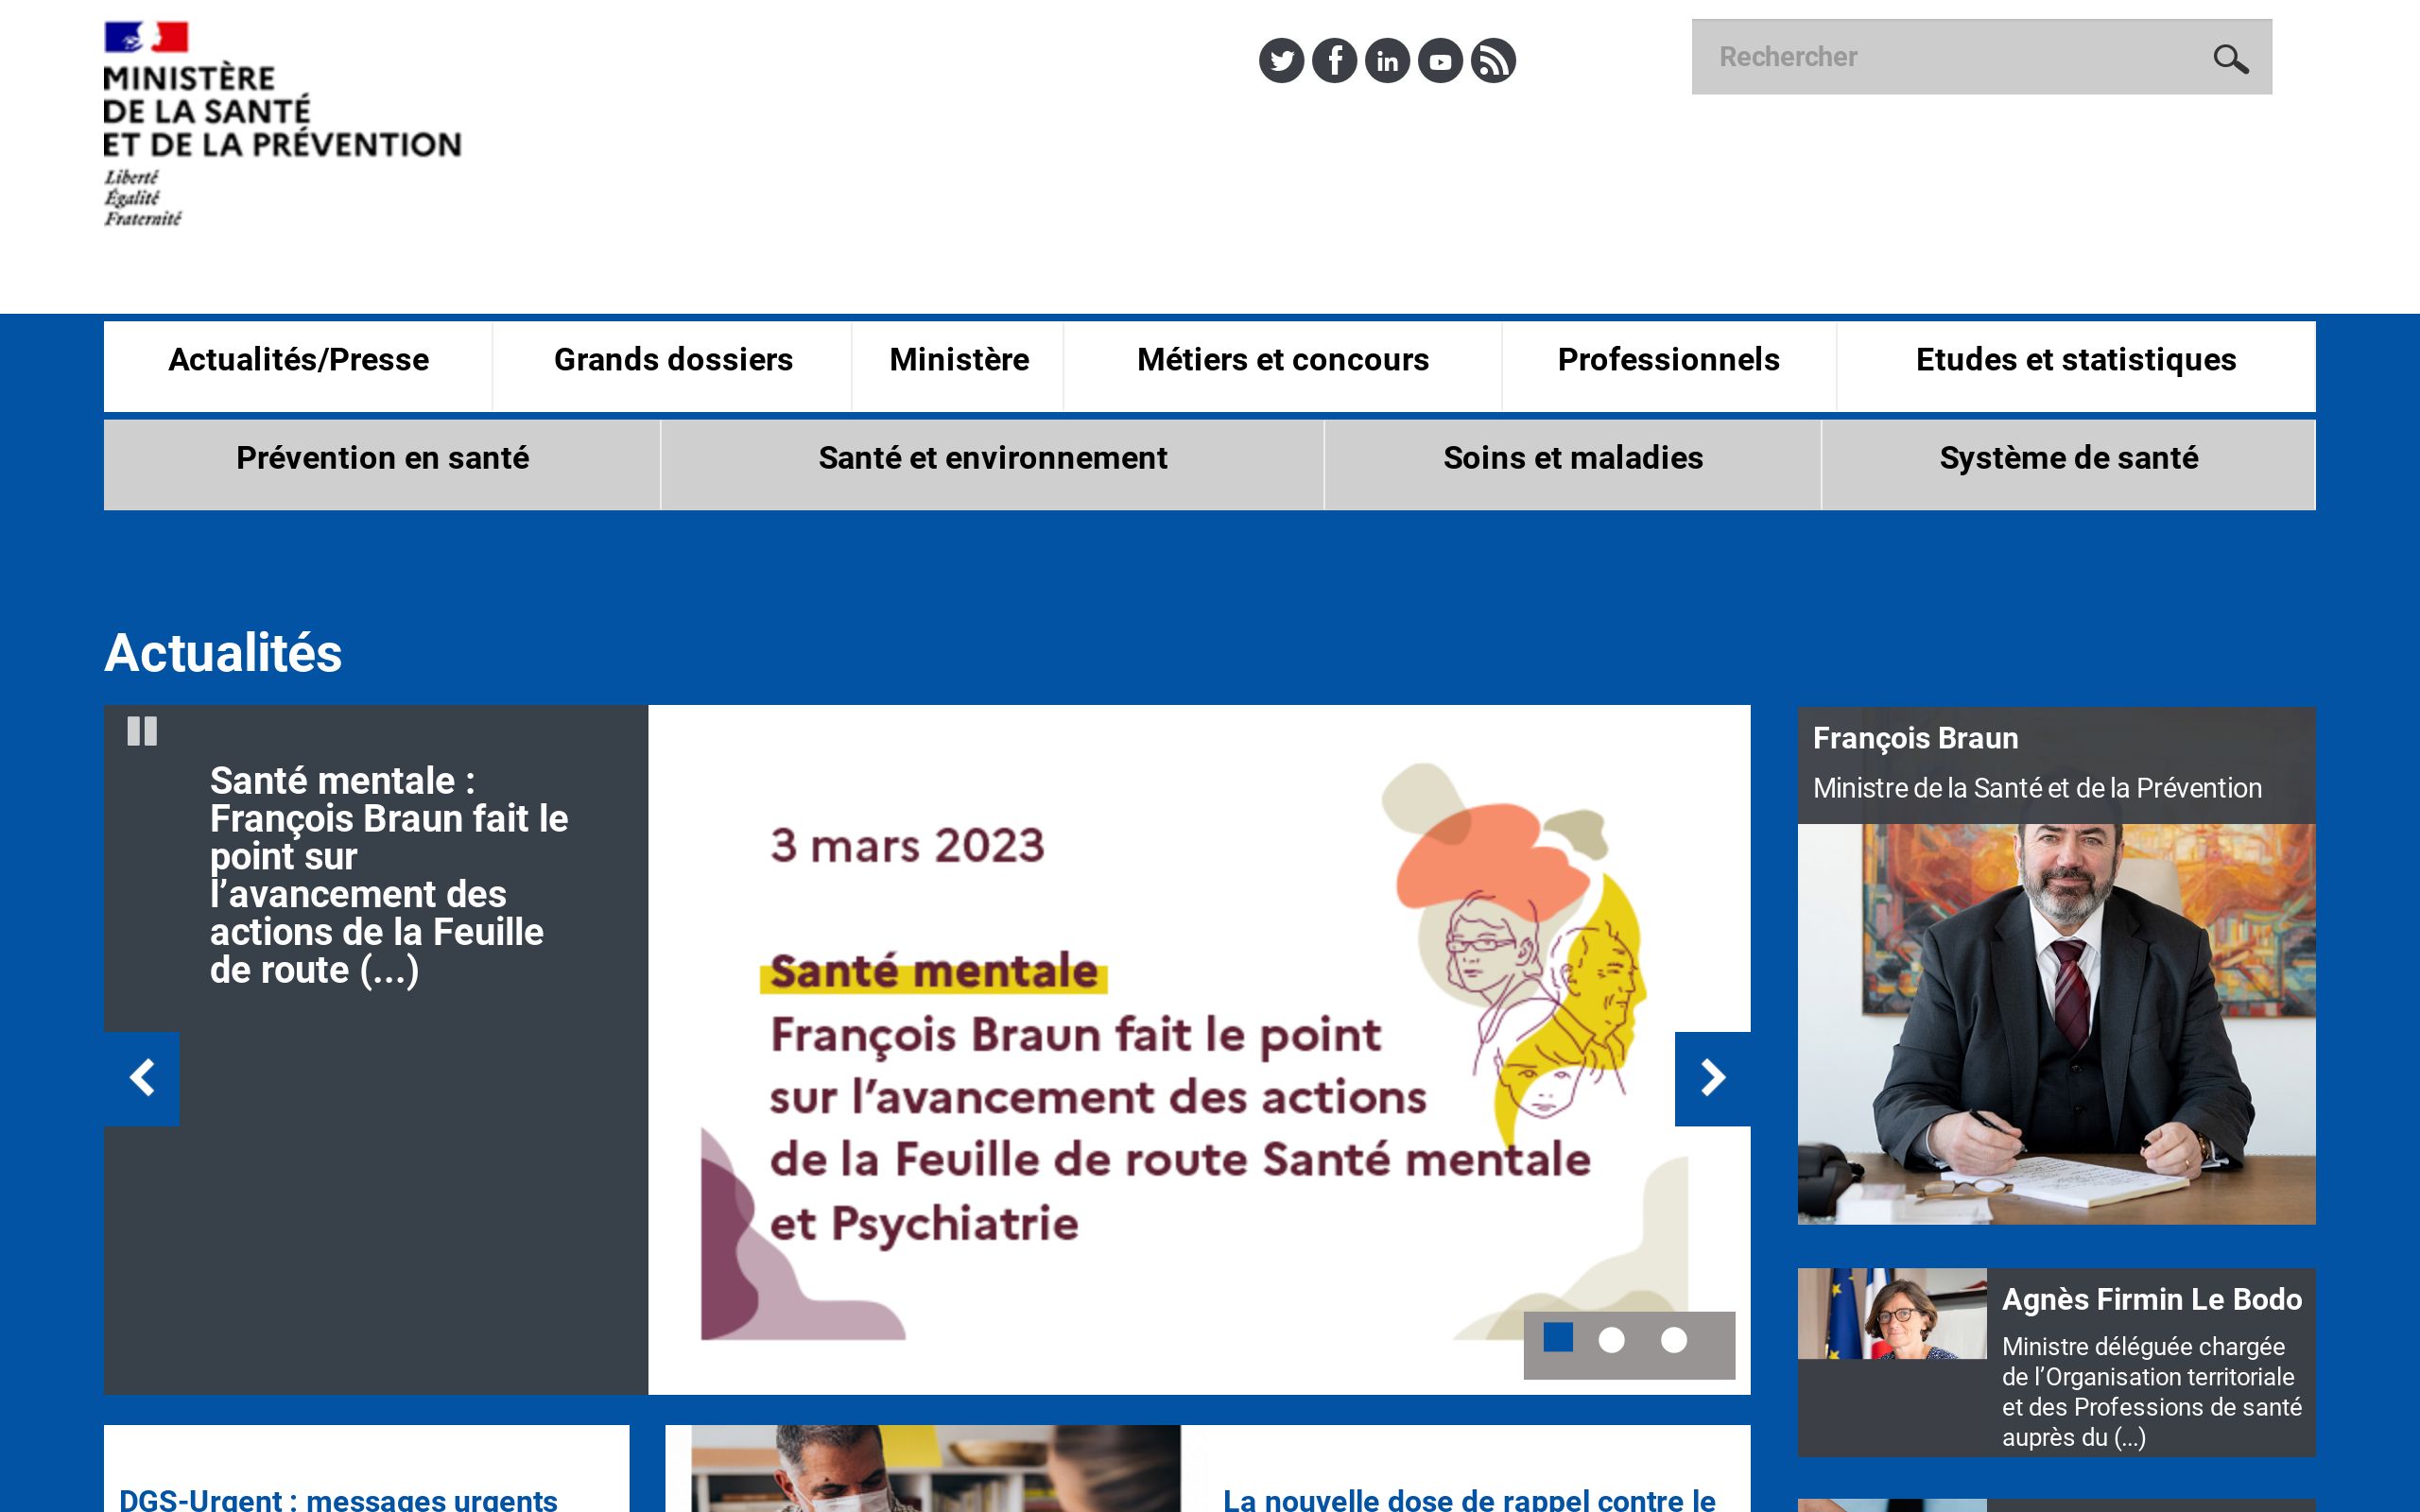 MINISTÈRE
DE LA SANTÉ
ET DE LA PRÉVENTION
Liberté
Égalité
Fraternité
Rechercher
Actualités/Presse
Grands dossiers
Ministère
Métiers et concours
Professionnels
Etudes et statistiques
Prévention en santé
Santé et environnement
Soins et maladies
Système de santé
Actualités
Santé mentale :
François Braun fait le
point sur
l’avancement des
actions de la Feuille
de route (...)
3 mars 2023
Santé mentale
François Braun fait le point
sur l’avancement des actions
de la Feuille de route Santé mentale
et Psychiatrie
François Braun
Ministre de la Santé et de la Prévention
Agnès Firmin Le Bodo
Ministre déléguée chargée
de l’Organisation territoriale
et des Professions de santé
auprès du (...)
DGS-Urgent : messages urgents
La nouvelle dose de rappel contre le